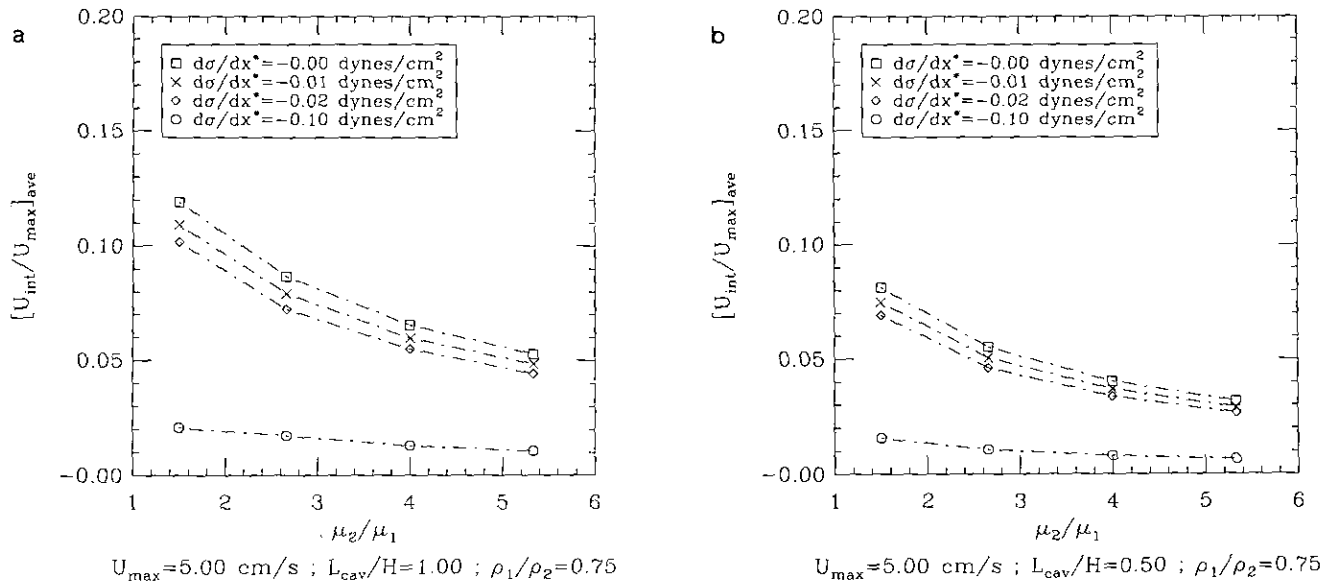 a
0.20
0.15
0.10
0.05
−0.00
[U_int/U_max]_ave
□ dσ/dx*=−0.00 dynes/cm²
× dσ/dx*=−0.01 dynes/cm²
◇ dσ/dx*=−0.02 dynes/cm²
○ dσ/dx*=−0.10 dynes/cm²
1 2 3 4 5 6
μ₂/μ₁
U_max=5.00 cm/s ; L_cav/H=1.00 ; ρ₁/ρ₂=0.75
b
0.20
0.15
0.10
0.05
−0.00
[U_int/U_max]_ave
□ dσ/dx*=−0.00 dynes/cm²
× dσ/dx*=−0.01 dynes/cm²
◇ dσ/dx*=−0.02 dynes/cm²
○ dσ/dx*=−0.10 dynes/cm²
1 2 3 4 5 6
μ₂/μ₁
U_max=5.00 cm/s ; L_cav/H=0.50 ; ρ₁/ρ₂=0.75